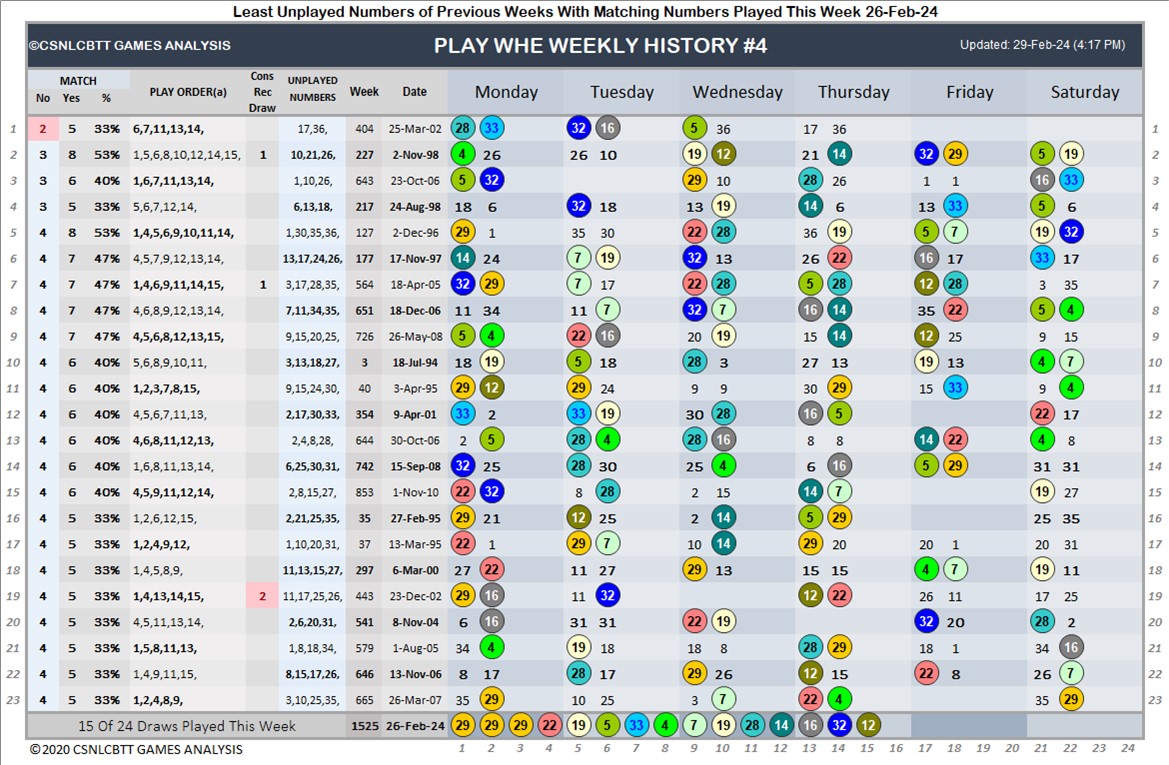 Least Unplayed Numbers of Previous Weeks With Matching Numbers Played This Week 26-Feb-24
©CSNLCBTT GAMES ANALYSIS PLAY WHE WEEKLY HISTORY #4 Updated: 29-Feb-24 (4:17 PM)
MATCH No Yes % PLAY ORDER(a) Cons Rec Draw UNPLAYED NUMBERS Week Date Monday Tuesday Wednesday Thursday Friday Saturday
1 2 5 33% 6,7,11,13,14, 17,36, 404 25-Mar-02 28 33 32 16 5 36 17 36 1
2 3 8 53% 1,5,6,8,10,12,14,15, 1 10,21,26, 227 2-Nov-98 4 26 26 10 19 12 21 14 32 29 5 19 2
3 3 6 40% 1,6,7,11,13,14, 1,10,26, 643 23-Oct-06 5 32 29 10 28 26 1 1 16 33 3
4 3 5 33% 5,6,7,12,14, 6,13,18, 217 24-Aug-98 18 6 32 18 13 19 14 6 13 33 5 6 4
5 4 8 53% 1,4,5,6,9,10,11,14, 1,30,35,36, 127 2-Dec-96 29 1 35 30 22 28 36 19 5 7 19 32 5
6 4 7 47% 4,5,7,9,12,13,14, 13,17,24,26, 177 17-Nov-97 14 24 7 19 32 13 26 22 16 17 33 17 6
7 4 7 47% 1,4,6,9,11,14,15, 1 3,17,28,35, 564 18-Apr-05 32 29 7 17 22 28 5 28 12 28 3 35 7
8 4 7 47% 4,6,8,9,12,13,14, 7,11,34,35, 651 18-Dec-06 11 34 11 7 32 7 16 14 35 22 5 4 8
9 4 7 47% 4,5,6,8,12,13,15, 9,15,20,25, 726 26-May-08 5 4 22 16 20 19 15 14 12 25 9 15 9
10 4 6 40% 5,6,8,9,10,11, 3,13,18,27, 3 18-Jul-94 18 19 5 18 28 3 27 13 19 13 4 7 10
11 4 6 40% 1,2,3,7,8,15, 9,15,24,30, 40 3-Apr-95 29 12 29 24 9 9 30 29 15 33 9 4 11
12 4 6 40% 4,5,6,7,11,13, 2,17,30,33, 354 9-Apr-01 33 2 33 19 30 28 16 5 22 17 12
13 4 6 40% 4,6,8,11,12,13, 2,4,8,28, 644 30-Oct-06 2 5 28 4 28 16 8 8 14 22 4 8 13
14 4 6 40% 1,6,8,11,13,14, 6,25,30,31, 742 15-Sep-08 32 25 28 30 25 4 6 16 5 29 31 31 14
15 4 6 40% 4,5,9,11,12,14, 2,8,15,27, 853 1-Nov-10 22 32 8 28 2 15 14 7 19 27 15
16 4 5 33% 1,2,6,12,15, 2,21,25,35, 35 27-Feb-95 29 21 12 25 2 14 5 29 25 35 16
17 4 5 33% 1,2,4,9,12, 1,10,20,31, 37 13-Mar-95 22 1 29 7 10 14 29 20 20 1 20 31 17
18 4 5 33% 1,4,5,8,9, 11,13,15,27, 297 6-Mar-00 27 22 11 27 29 13 15 15 4 7 19 11 18
19 4 5 33% 1,4,13,14,15, 2 11,17,25,26, 443 23-Dec-02 29 16 11 32 12 22 26 11 17 25 19
20 4 5 33% 4,5,11,13,14, 2,6,20,31, 541 8-Nov-04 6 16 31 31 22 19 32 20 28 2 20
21 4 5 33% 1,5,8,11,13, 1,8,18,34, 579 1-Aug-05 34 4 19 18 18 8 28 29 18 1 34 16 21
22 4 5 33% 1,4,9,11,15, 8,15,17,26, 646 13-Nov-06 8 17 28 17 29 26 12 15 22 8 26 7 22
23 4 5 33% 1,2,4,8,9, 3,10,25,35, 665 26-Mar-07 35 29 10 25 3 7 22 4 35 29 23
15 Of 24 Draws Played This Week 1525 26-Feb-24 29 29 29 22 19 5 33 4 7 19 28 14 16 32 12
© 2020 CSNLCBTT GAMES ANALYSIS 1 2 3 4 5 6 7 8 9 10 11 12 13 14 15 16 17 18 19 20 21 22 23 24